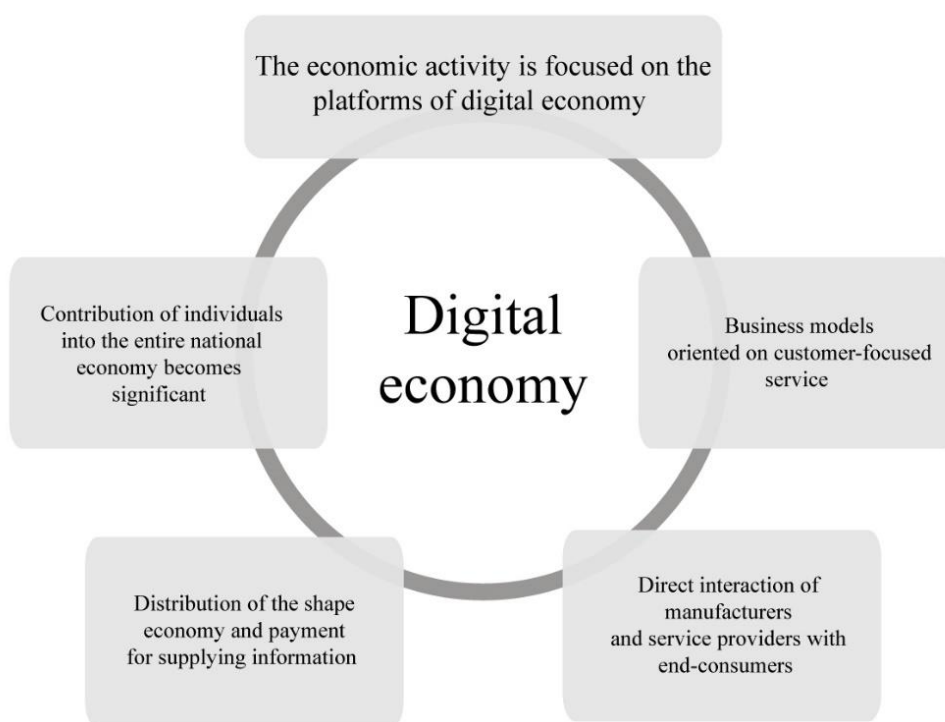 The economic activity is focused on the
platforms of digital economy
Contribution of individuals
into the entire national
economy becomes
significant
Digital
economy
Business models
oriented on customer-focused
service
Distribution of the shape
economy and payment
for supplying information
Direct interaction of
manufacturers
and service providers with
end-consumers